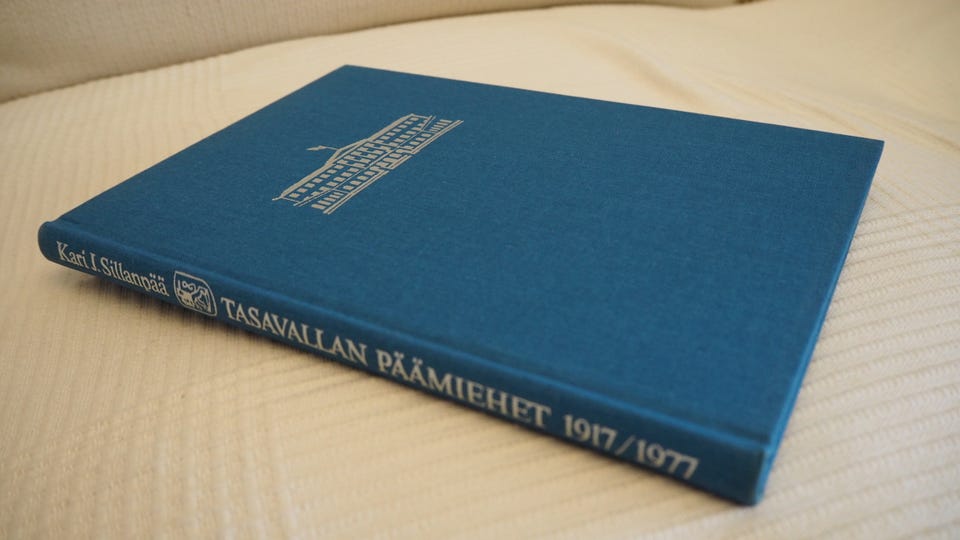 Kari J. Sillanpää TASAVALLAN PÄÄMIEHET 1917/1977